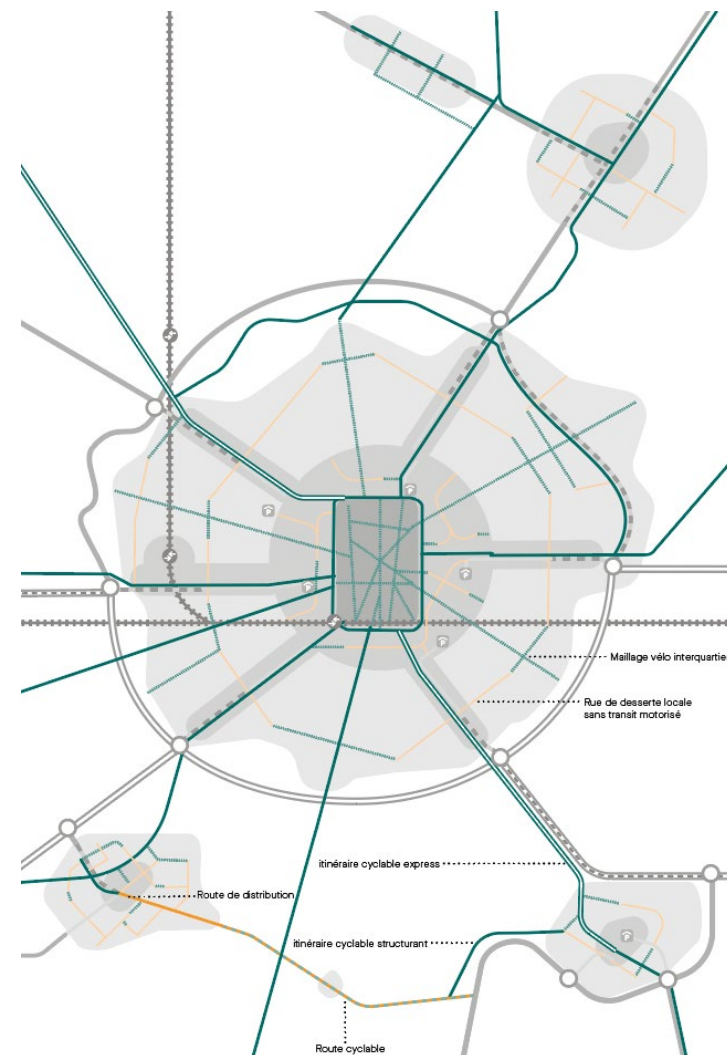 Maillage vélo interquartie
Rue de desserte locale
sans transit motorisé
itinéraire cyclable express
Route de distribution
itinéraire cyclable structurant
Route cyclable